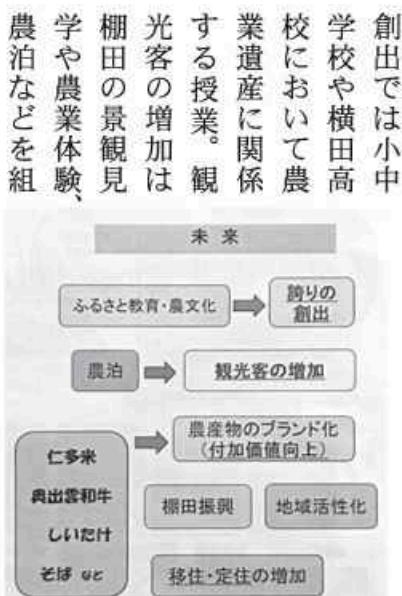 創出では小中
学校や横田高
校において農
業遺産に関係
する授業。観
光客の増加は
棚田の景観見
学や農業体験、
農泊などを組
未来
ふるさと教育・農文化
誇りの
創出
農泊
観光客の増加
農産物のブランド化
(付加価値向上)
仁多米
奥出雲和牛
しいたけ
そば など
棚田振興
地域活性化
移住・定住の増加